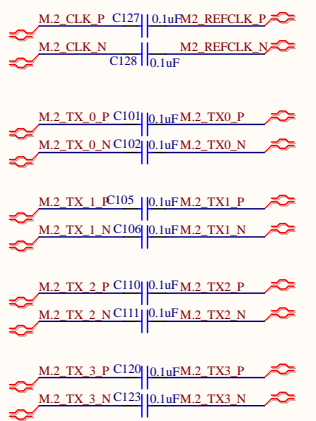 M.2_CLK_P C127 0.1uF M2_REFCLK_P
M.2_CLK_N C128 0.1uF M2_REFCLK_N
M.2_TX_0_P C101 0.1uF M.2_TX0_P
M.2_TX_0_N C102 0.1uF M.2_TX0_N
M.2_TX_1_P C105 0.1uF M.2_TX1_P
M.2_TX_1_N C106 0.1uF M.2_TX1_N
M.2_TX_2_P C110 0.1uF M.2_TX2_P
M.2_TX_2_N C111 0.1uF M.2_TX2_N
M.2_TX_3_P C120 0.1uF M.2_TX3_P
M.2_TX_3_N C123 0.1uF M.2_TX3_N